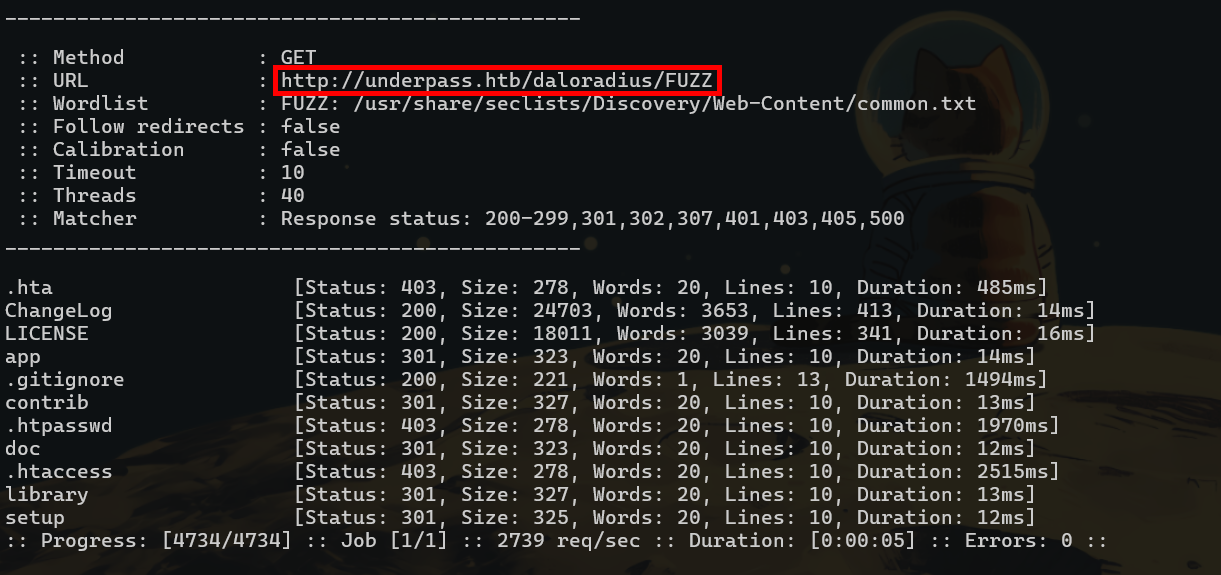 ________________________________________________
:: Method : GET
:: URL : http://underpass.htb/daloradius/FUZZ
:: Wordlist : FUZZ: /usr/share/seclists/Discovery/Web-Content/common.txt
:: Follow redirects : false
:: Calibration : false
:: Timeout : 10
:: Threads : 40
:: Matcher : Response status: 200-299,301,302,307,401,403,405,500
________________________________________________
.hta [Status: 403, Size: 278, Words: 20, Lines: 10, Duration: 485ms]
ChangeLog [Status: 200, Size: 24703, Words: 3653, Lines: 413, Duration: 14ms]
LICENSE [Status: 200, Size: 18011, Words: 3039, Lines: 341, Duration: 16ms]
app [Status: 301, Size: 323, Words: 20, Lines: 10, Duration: 14ms]
.gitignore [Status: 200, Size: 221, Words: 1, Lines: 13, Duration: 1494ms]
contrib [Status: 301, Size: 327, Words: 20, Lines: 10, Duration: 13ms]
.htpasswd [Status: 403, Size: 278, Words: 20, Lines: 10, Duration: 1970ms]
doc [Status: 301, Size: 323, Words: 20, Lines: 10, Duration: 12ms]
.htaccess [Status: 403, Size: 278, Words: 20, Lines: 10, Duration: 2515ms]
library [Status: 301, Size: 327, Words: 20, Lines: 10, Duration: 13ms]
setup [Status: 301, Size: 325, Words: 20, Lines: 10, Duration: 12ms]
:: Progress: [4734/4734] :: Job [1/1] :: 2739 req/sec :: Duration: [0:00:05] :: Errors: 0 ::